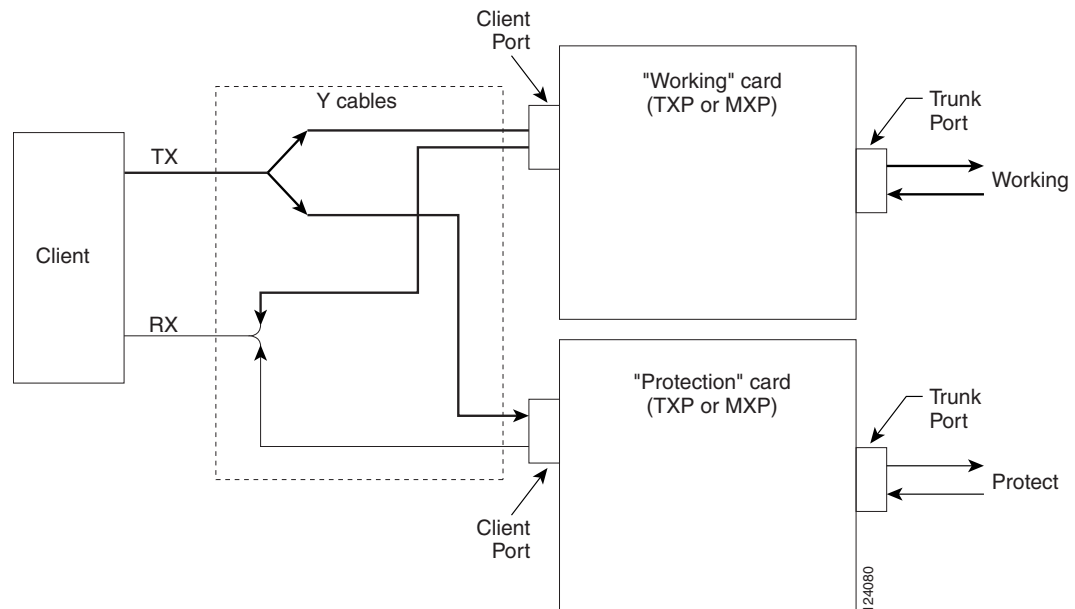 Client
Port
"Working" card
(TXP or MXP)
Trunk
Port
Y cables
TX
Working
Client
RX
"Protection" card
(TXP or MXP)
Trunk
Port
Protect
Client
Port
124080